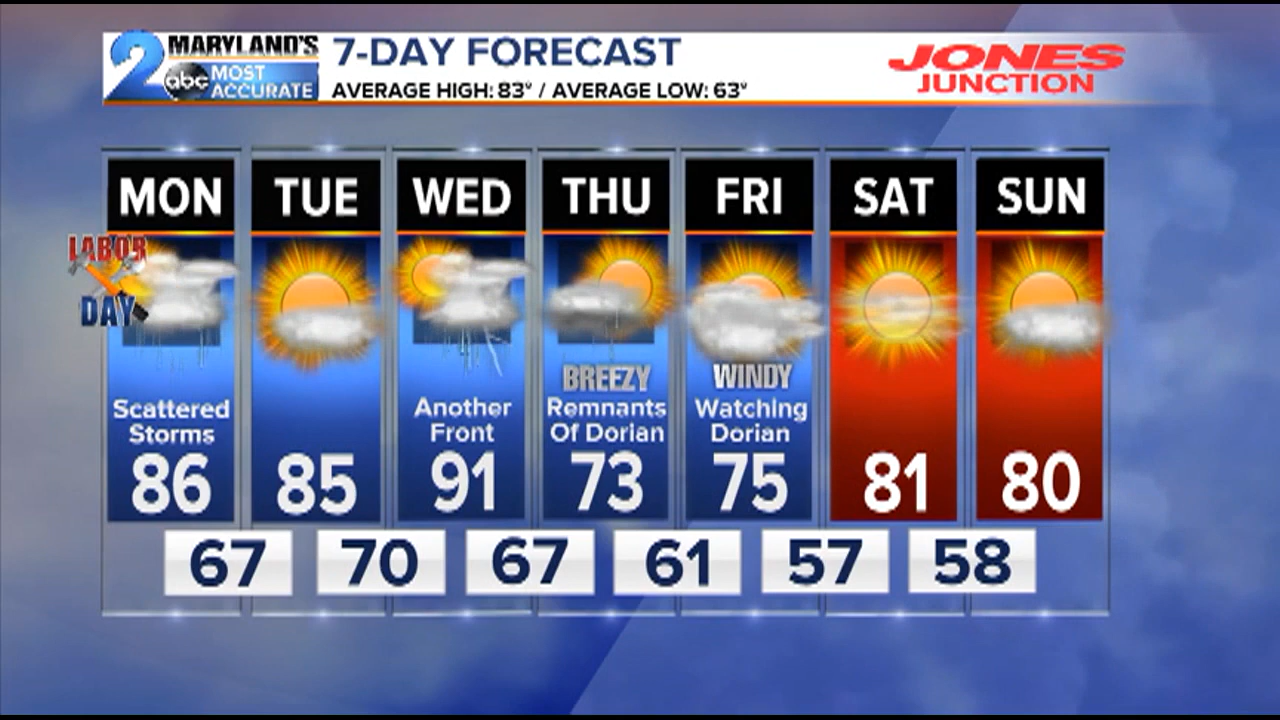 2
abc
MARYLAND'S
MOST
ACCURATE
7-DAY FORECAST
AVERAGE HIGH: 83° / AVERAGE LOW: 63°
JONES
JUNCTION
MON
TUE
WED
THU
FRI
SAT
SUN
LABOR
DAY
BREEZY
WINDY
Scattered
Storms
Another
Front
Remnants
Of Dorian
Watching
Dorian
86
85
91
73
75
81
80
67
70
67
61
57
58